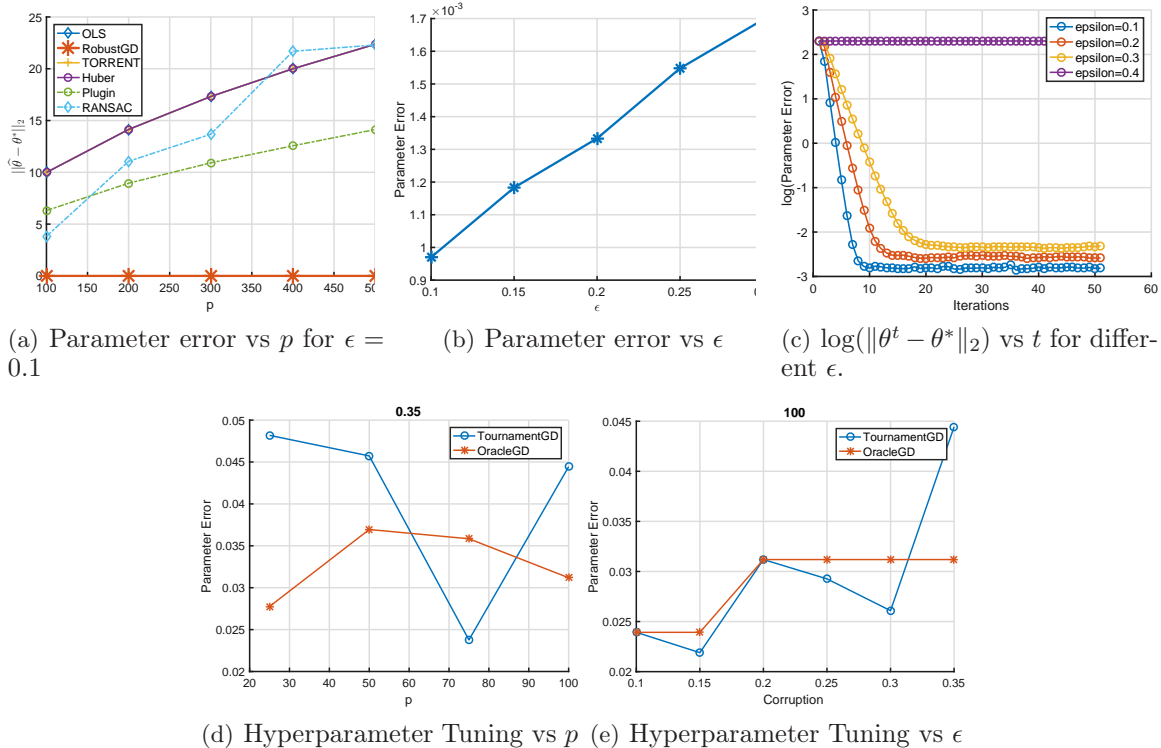 25
20
15
10
5
0
||θ̂ − θ*||₂
OLS
RobustGD
TORRENT
Huber
Plugin
RANSAC
100 150 200 250 300 350 400 450 500
p
(a) Parameter error vs p for ϵ =
0.1
1.7 ×10⁻³
1.6
1.5
1.4
1.3
1.2
1.1
1
0.9
Parameter Error
0.1 0.15 0.2 0.25 0.3
ϵ
(b) Parameter error vs ϵ
3
2
1
0
-1
-2
-3
log(Parameter Error)
epsilon=0.1
epsilon=0.2
epsilon=0.3
epsilon=0.4
0 10 20 30 40 50 60
Iterations
(c) log(∥θᵗ − θ*∥₂) vs t for differ-
ent ϵ.
0.35
0.05
0.045
0.04
0.035
0.03
0.025
0.02
Parameter Error
TournamentGD
OracleGD
20 30 40 50 60 70 80 90 100
p
(d) Hyperparameter Tuning vs p
100
0.045
0.04
0.035
0.03
0.025
0.02
Parameter Error
TournamentGD
OracleGD
0.1 0.15 0.2 0.25 0.3 0.35
Corruption
(e) Hyperparameter Tuning vs ϵ